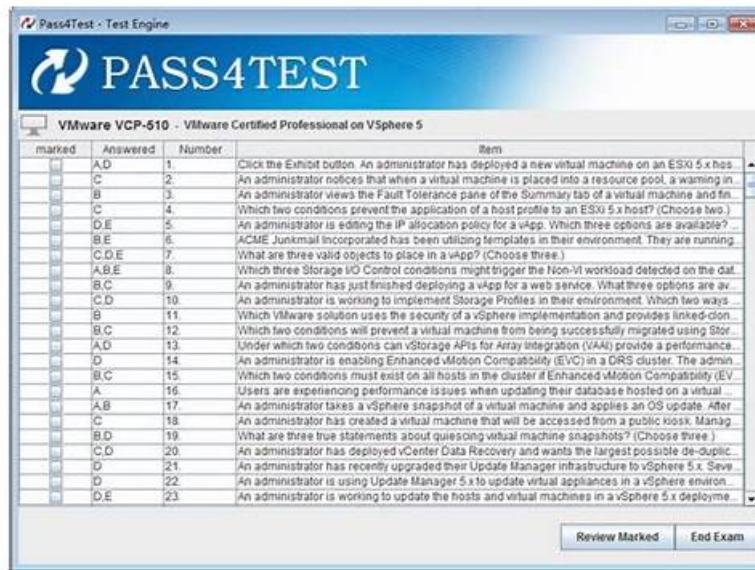 Pass4Test - Test Engine
PASS4TEST
VMware VCP-510 - VMware Certified Professional on VSphere 5
marked Answered Number Item
A,D 1. Click the Exhibit button. An administrator has deployed a new virtual machine on an ESXi 5.x hos...
C 2. An administrator notices that when a virtual machine is placed into a resource pool, a warning in...
B 3. An administrator views the Fault Tolerance pane of the Summary tab of a virtual machine and fin...
C 4. Which two conditions prevent the application of a host profile to an ESXi 5.x host? (Choose two.)
D,E 5. An administrator is editing the IP allocation policy for a vApp. Which three options are available? ...
B,E 6. ACME Junkmail Incorporated has been utilizing templates in their environment. They are running...
C,D,E 7. What are three valid objects to place in a vApp? (Choose three.)
A,B,E 8. Which three Storage I/O Control conditions might trigger the Non-VI workload detected on the dat...
B,C 9. An administrator has just finished deploying a vApp for a web service. What three options are av...
C,D 10. An administrator is working to implement Storage Profiles in their environment. Which two ways ...
B 11. Which VMware solution uses the security of a vSphere implementation and provides linked-clon...
B,C 12. Which two conditions will prevent a virtual machine from being successfully migrated using Stor...
A,D 13. Under which two conditions can vStorage APIs for Array Integration (VAAI) provide a performance...
D 14. An administrator is enabling Enhanced vMotion Compatibility (EVC) in a DRS cluster. The admin...
B,C 15. Which two conditions must exist on all hosts in the cluster if Enhanced vMotion Compatibility (EV...
A 16. Users are experiencing performance issues when updating their database hosted on a virtual ...
A,B 17. An administrator takes a vSphere snapshot of a virtual machine and applies an OS update. After ...
C 18. An administrator has created a virtual machine that will be accessed from a public kiosk. Manag...
B,D 19. What are three true statements about quiescing virtual machine snapshots? (Choose three.)
C,D 20. An administrator has deployed vCenter Data Recovery and wants the largest possible de-duplic...
D 21. An administrator has recently upgraded their Update Manager infrastructure to vSphere 5.x. Seve...
D 22. An administrator is using Update Manager 5.x to update virtual appliances in a vSphere environ...
D,E 23. An administrator is working to update the hosts and virtual machines in a vSphere 5.x deployme...
Review Marked End Exam